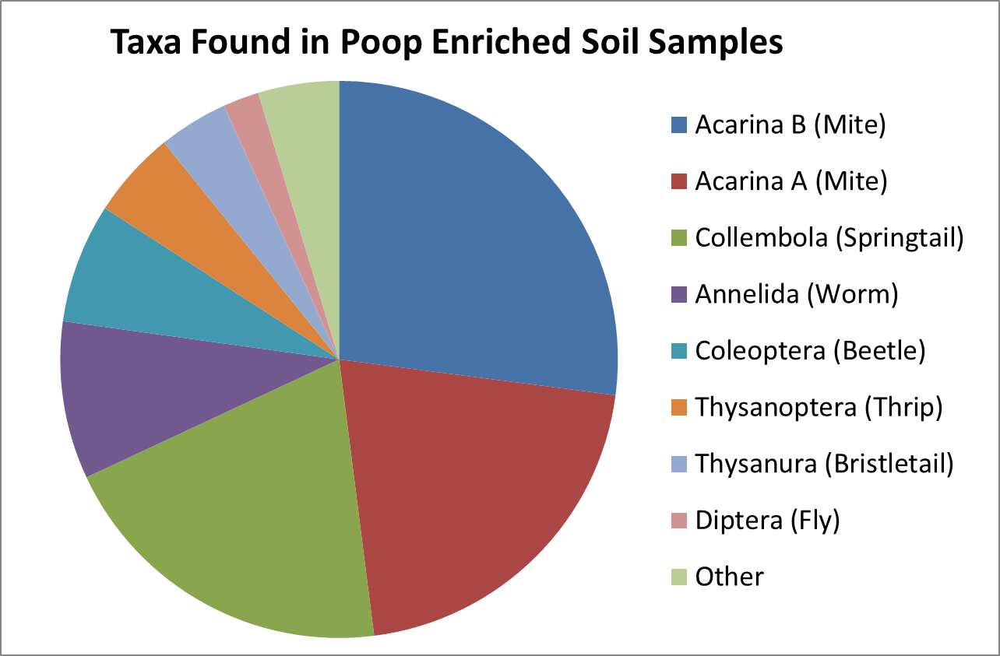 Taxa Found in Poop Enriched Soil Samples
Acarina B (Mite)
Acarina A (Mite)
Collembola (Springtail)
Annelida (Worm)
Coleoptera (Beetle)
Thysanoptera (Thrip)
Thysanura (Bristletail)
Diptera (Fly)
Other